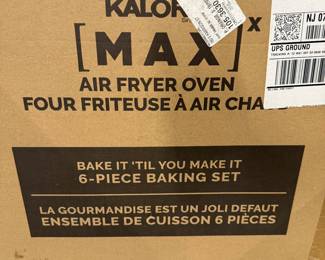 KALOR
[MAX] x
AIR FRYER OVEN
FOUR FRITEUSE À AIR CHA
BAKE IT 'TIL YOU MAKE IT
6-PIECE BAKING SET
LA GOURMANDISE EST UN JOLI DEFAUT
ENSEMBLE DE CUISSON 6 PIÈCES
NJ 07
UPS GROUND